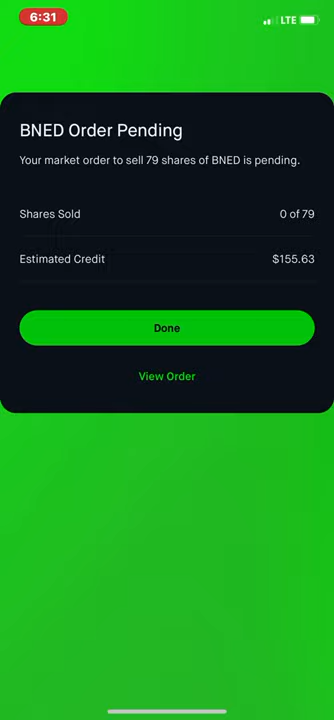 6:31
LTE
BNED Order Pending
Your market order to sell 79 shares of BNED is pending.
Shares Sold 0 of 79
Estimated Credit $155.63
Done
View Order